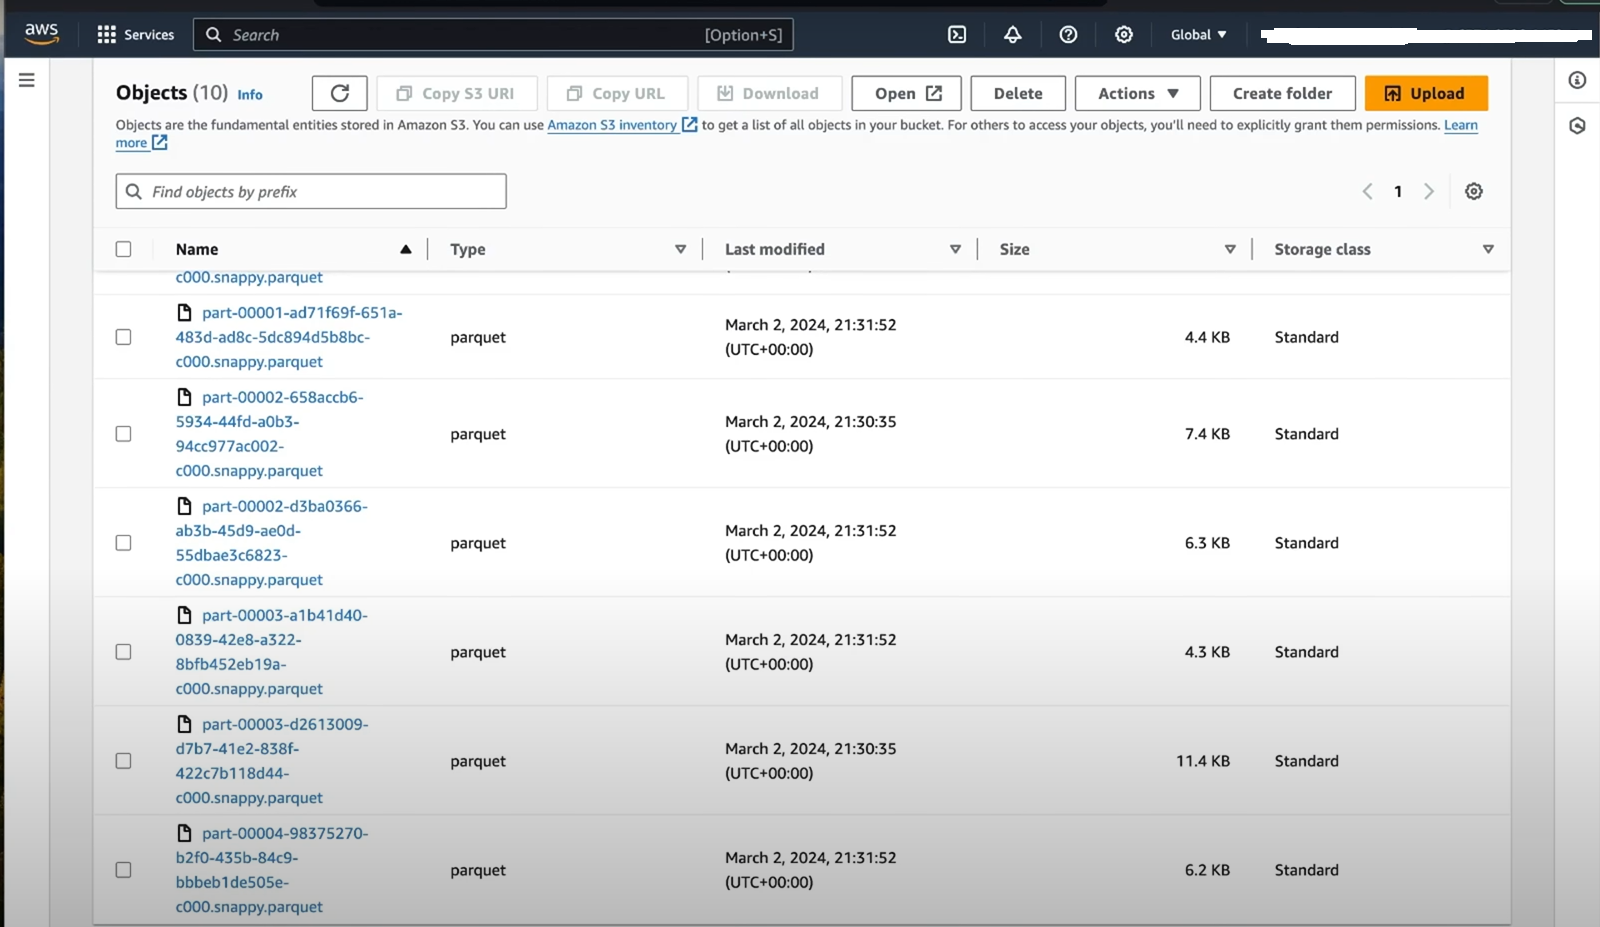 aws
Services
Search
[Option+S]
Global
Objects (10) Info
Copy S3 URI
Copy URL
Download
Open
Delete
Actions
Create folder
Upload
Objects are the fundamental entities stored in Amazon S3. You can use Amazon S3 inventory to get a list of all objects in your bucket. For others to access your objects, you'll need to explicitly grant them permissions. Learn
more
Find objects by prefix
1
Name
Type
Last modified
Size
Storage class
c000.snappy.parquet
part-00001-ad71f69f-651a-
483d-ad8c-5dc894d5b8bc-
c000.snappy.parquet
parquet
March 2, 2024, 21:31:52
(UTC+00:00)
4.4 KB
Standard
part-00002-658accb6-
5934-44fd-a0b3-
94cc977ac002-
c000.snappy.parquet
parquet
March 2, 2024, 21:30:35
(UTC+00:00)
7.4 KB
Standard
part-00002-d3ba0366-
ab3b-45d9-ae0d-
55dbae3c6823-
c000.snappy.parquet
parquet
March 2, 2024, 21:31:52
(UTC+00:00)
6.3 KB
Standard
part-00003-a1b41d40-
0839-42e8-a322-
8bfb452eb19a-
c000.snappy.parquet
parquet
March 2, 2024, 21:31:52
(UTC+00:00)
4.3 KB
Standard
part-00003-d2613009-
d7b7-41e2-838f-
422c7b118d44-
c000.snappy.parquet
parquet
March 2, 2024, 21:30:35
(UTC+00:00)
11.4 KB
Standard
part-00004-98375270-
b2f0-435b-84c9-
bbbeb1de505e-
c000.snappy.parquet
parquet
March 2, 2024, 21:31:52
(UTC+00:00)
6.2 KB
Standard